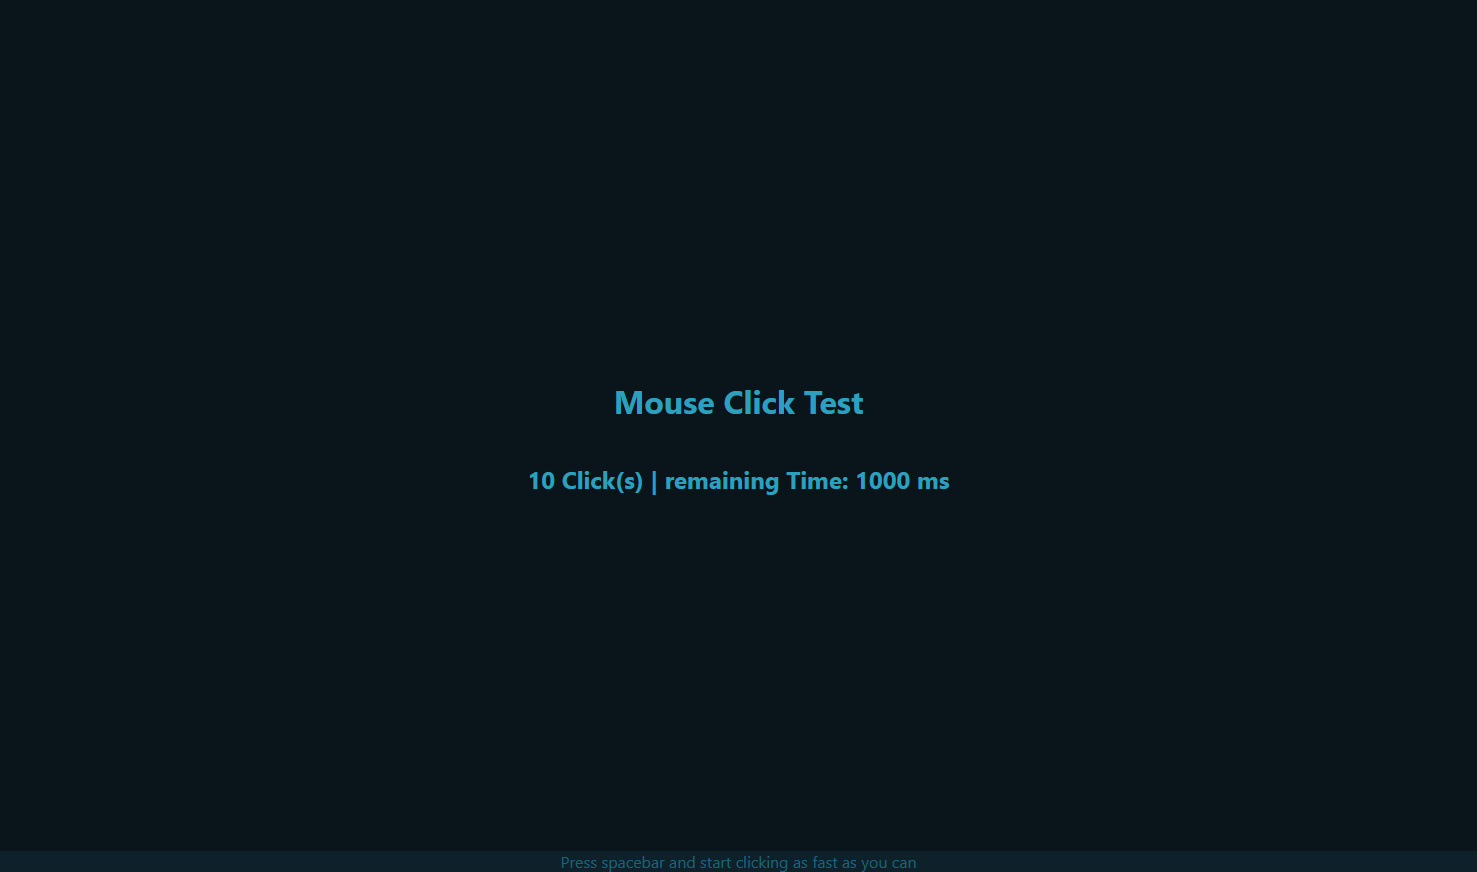 Mouse Click Test
10 Click(s) | remaining Time: 1000 ms
Press spacebar and start clicking as fast as you can